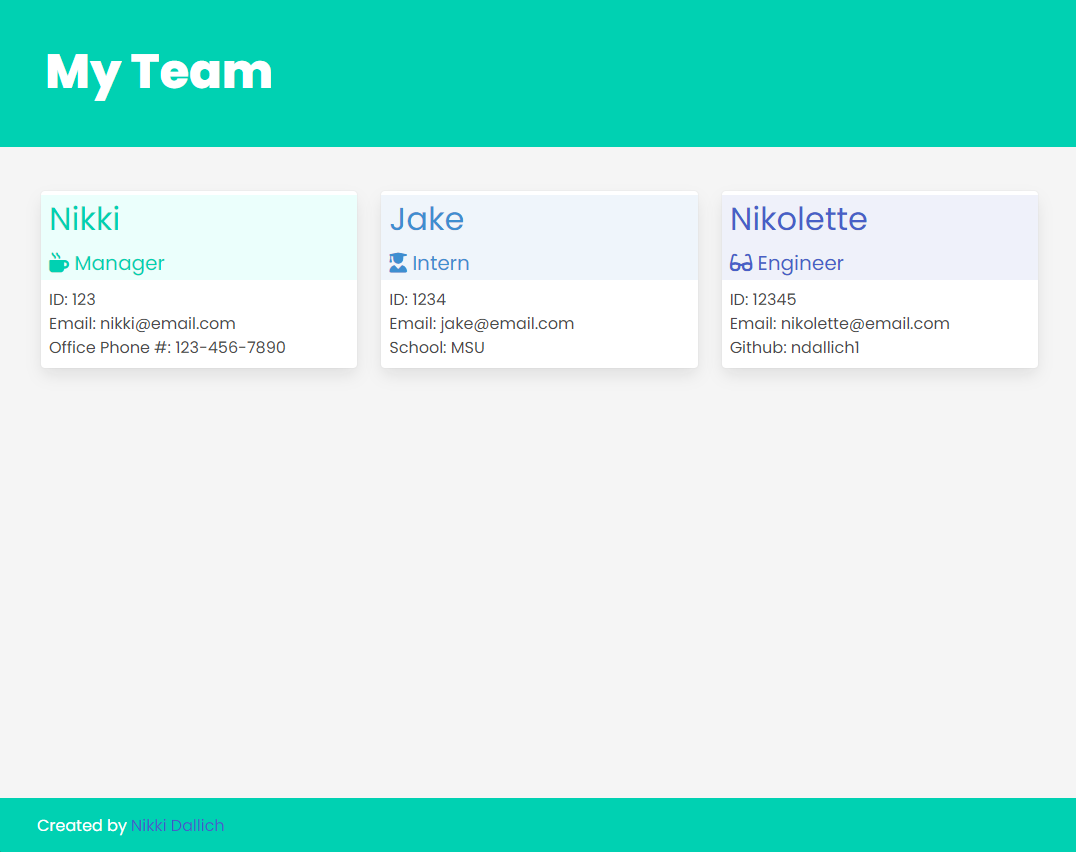 My Team
Nikki
Manager
ID: 123
Email: nikki@email.com
Office Phone #: 123-456-7890
Jake
Intern
ID: 1234
Email: jake@email.com
School: MSU
Nikolette
Engineer
ID: 12345
Email: nikolette@email.com
Github: ndallich1
Created by Nikki Dallich